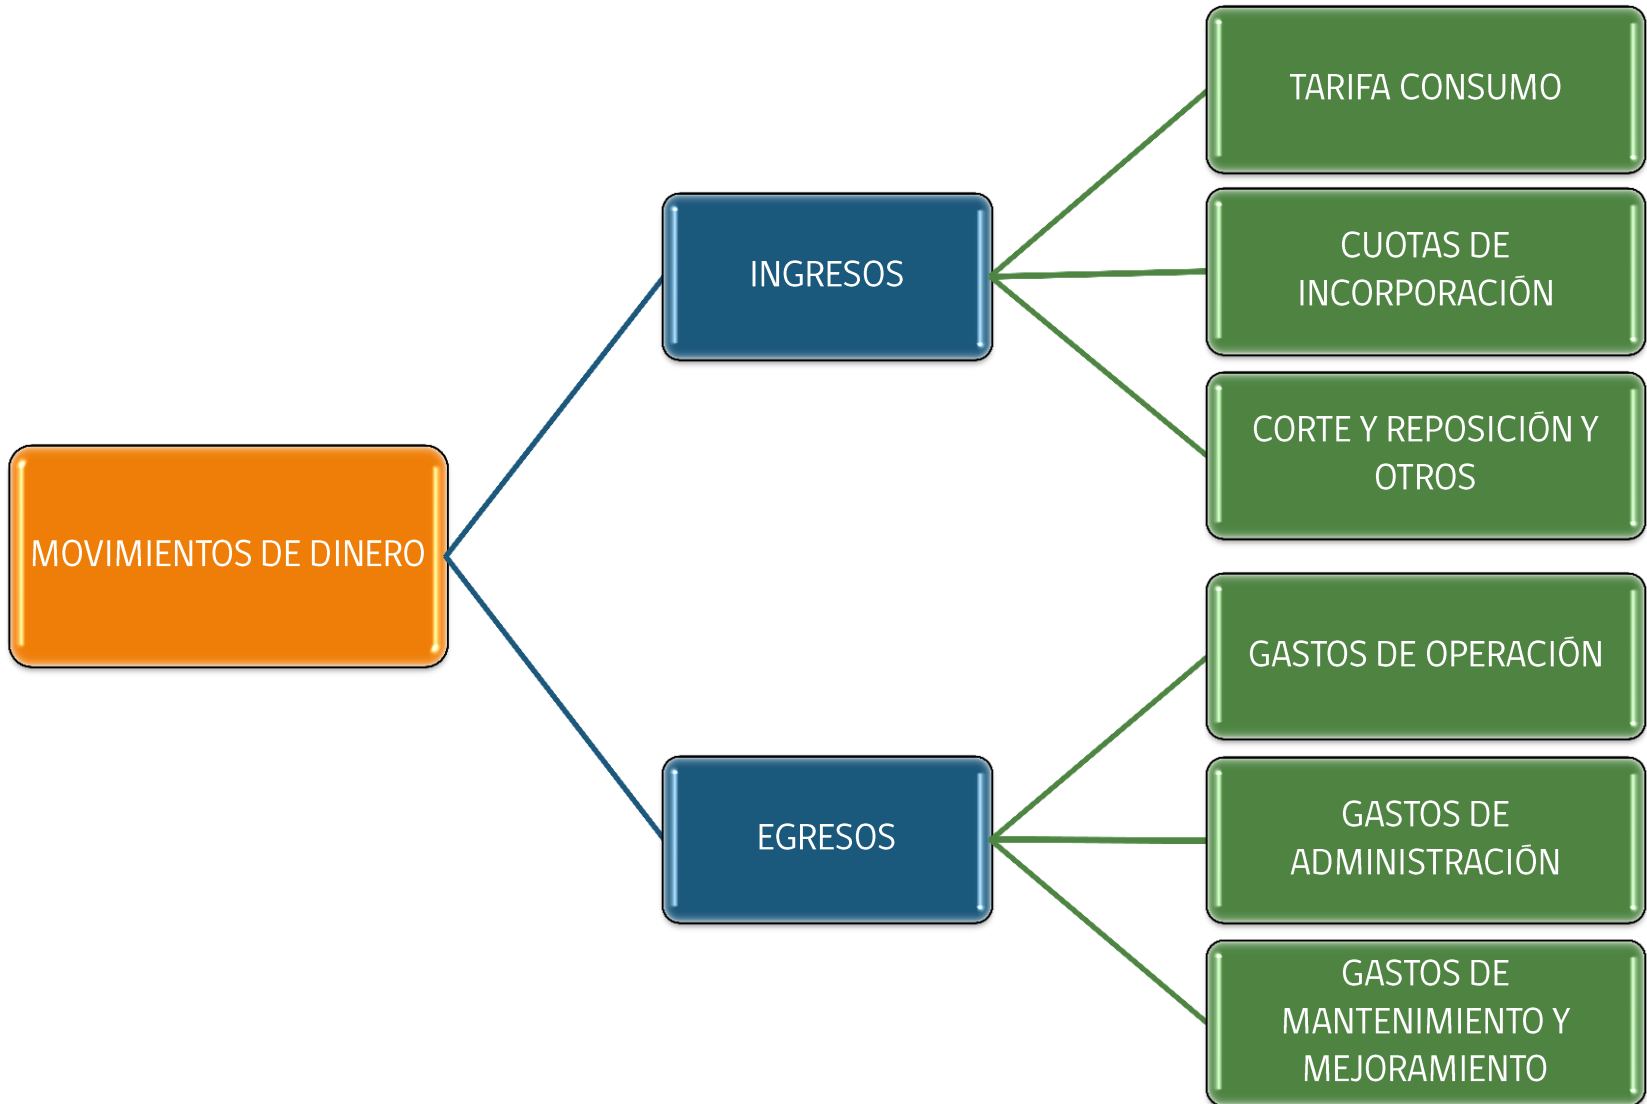 TARIFA CONSUMO
CUOTAS DE
INCORPORACIÓN
INGRESOS
CORTE Y REPOSICIÓN Y
OTROS
MOVIMIENTOS DE DINERO
GASTOS DE OPERACIÓN
EGRESOS
GASTOS DE
ADMINISTRACIÓN
GASTOS DE
MANTENIMIENTO Y
MEJORAMIENTO